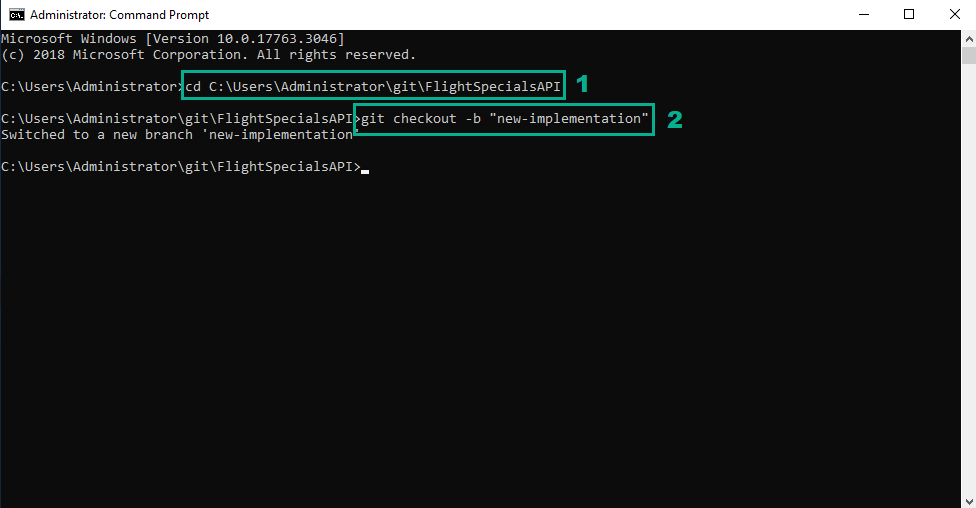 Administrator: Command Prompt
Microsoft Windows [Version 10.0.17763.3046]
(c) 2018 Microsoft Corporation. All rights reserved.
C:\Users\Administrator>cd C:\Users\Administrator\git\FlightSpecialsAPI
1
C:\Users\Administrator\git\FlightSpecialsAPI>git checkout -b "new-implementation"
2
Switched to a new branch 'new-implementation'
C:\Users\Administrator\git\FlightSpecialsAPI>